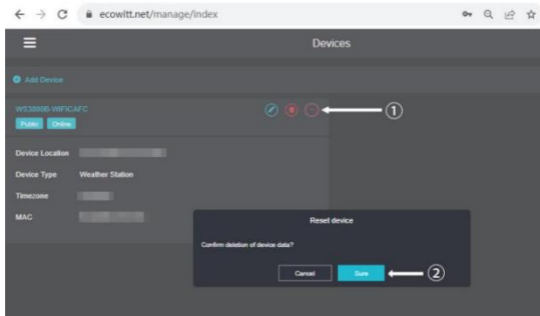 ecowitt.net/manage/index
Devices
Add Device
WS3800B-WIFICAFC
Public Online
1
Device Location
Device Type Weather Station
Timezone
MAC
Reset device
Confirm deletion of device data?
Cancel Sure
2